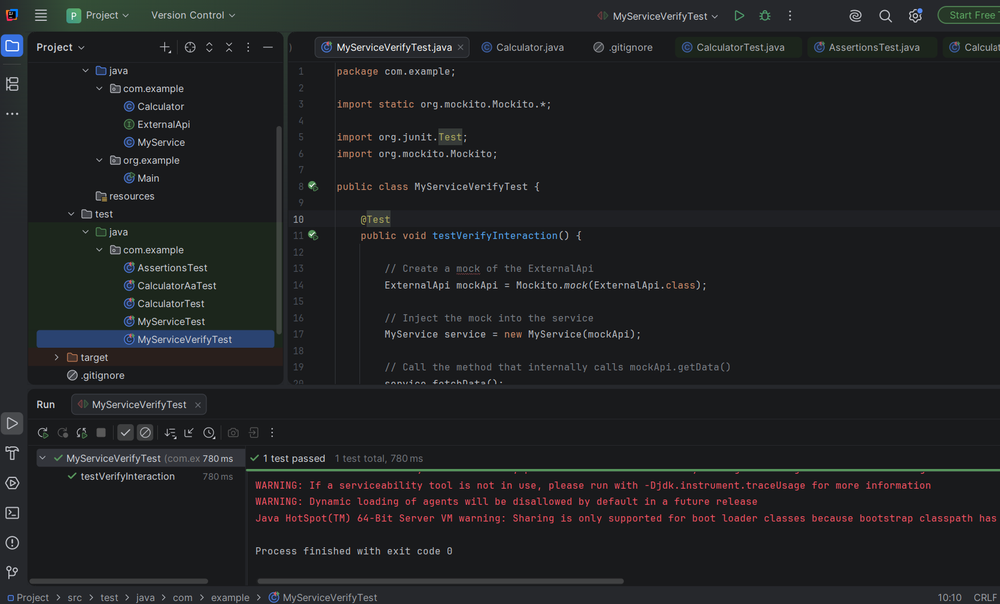 P Project Version Control MyServiceVerifyTest Start Free
Project
MyServiceVerifyTest.java Calculator.java .gitignore CalculatorTest.java AssertionsTest.java Calculat
java
com.example
Calculator
ExternalApi
MyService
org.example
Main
resources
test
java
com.example
AssertionsTest
CalculatorAaTest
CalculatorTest
MyServiceTest
MyServiceVerifyTest
target
.gitignore
1 package com.example;
2
3 import static org.mockito.Mockito.*;
4
5 import org.junit.Test;
6 import org.mockito.Mockito;
7
8 public class MyServiceVerifyTest {
9
10 @Test
11 public void testVerifyInteraction() {
12
13 // Create a mock of the ExternalApi
14 ExternalApi mockApi = Mockito.mock(ExternalApi.class);
15
16 // Inject the mock into the service
17 MyService service = new MyService(mockApi);
18
19 // Call the method that internally calls mockApi.getData()
20 service.fetchData();
Run MyServiceVerifyTest
MyServiceVerifyTest (com.ex 780 ms
testVerifyInteraction 780 ms
1 test passed 1 test total, 780 ms
WARNING: If a serviceability tool is not in use, please run with -Djdk.instrument.traceUsage for more information
WARNING: Dynamic loading of agents will be disallowed by default in a future release
Java HotSpot(TM) 64-Bit Server VM warning: Sharing is only supported for boot loader classes because bootstrap classpath has
Process finished with exit code 0
Project > src > test > java > com > example > MyServiceVerifyTest 10:10 CRLF